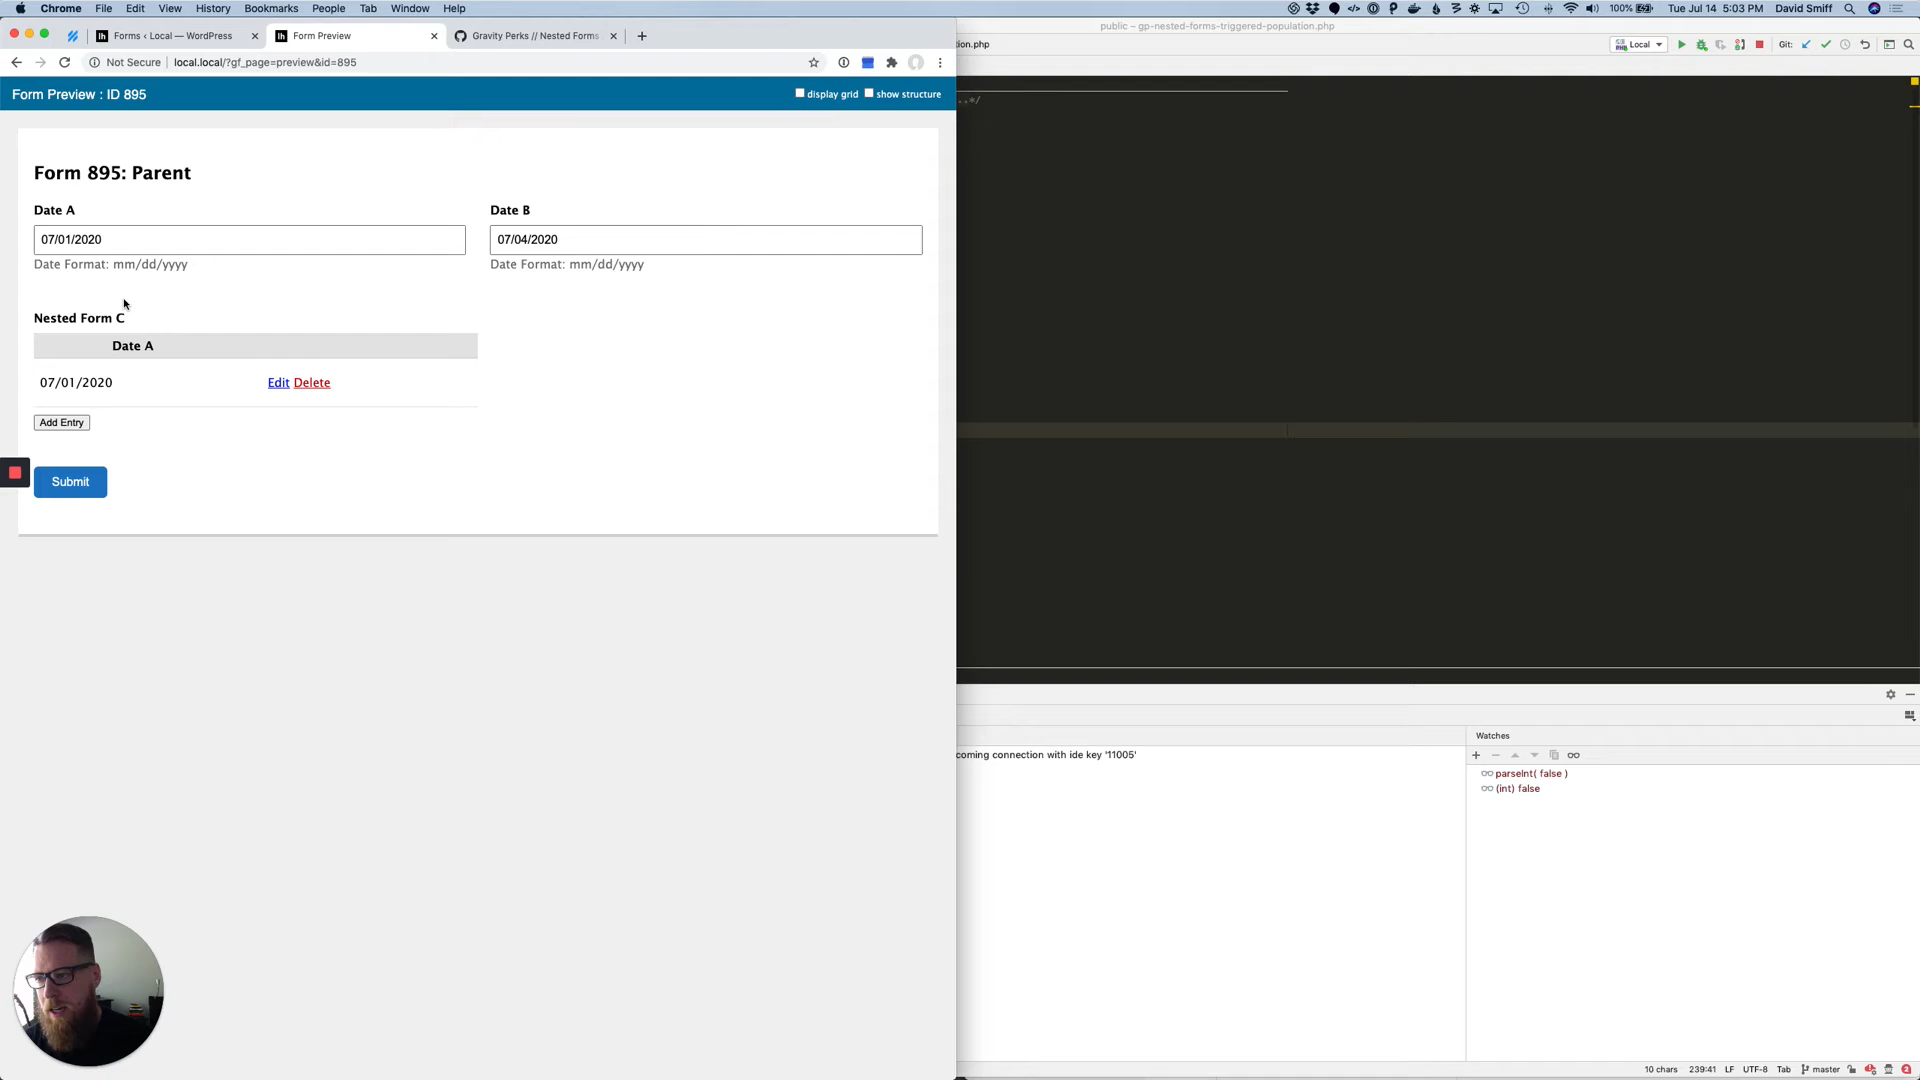 Chrome File Edit View History Bookmarks People Tab Window Help
100% Tue Jul 14 5:03 PM David Smiff
public – gp-nested-forms-triggered-population.php
Forms ‹ Local — WordPress
Form Preview
Gravity Perks // Nested Forms
ion.php
Local
Git:
Not Secure local.local/?gf_page=preview&id=895
Form Preview : ID 895
display grid show structure
..*/
Form 895: Parent
Date A
Date B
07/01/2020
07/04/2020
Date Format: mm/dd/yyyy
Date Format: mm/dd/yyyy
Nested Form C
Date A
07/01/2020 Edit Delete
Add Entry
Submit
Watches
coming connection with ide key '11005'
parseInt( false )
(int) false
10 chars 239:41 LF UTF-8 Tab master